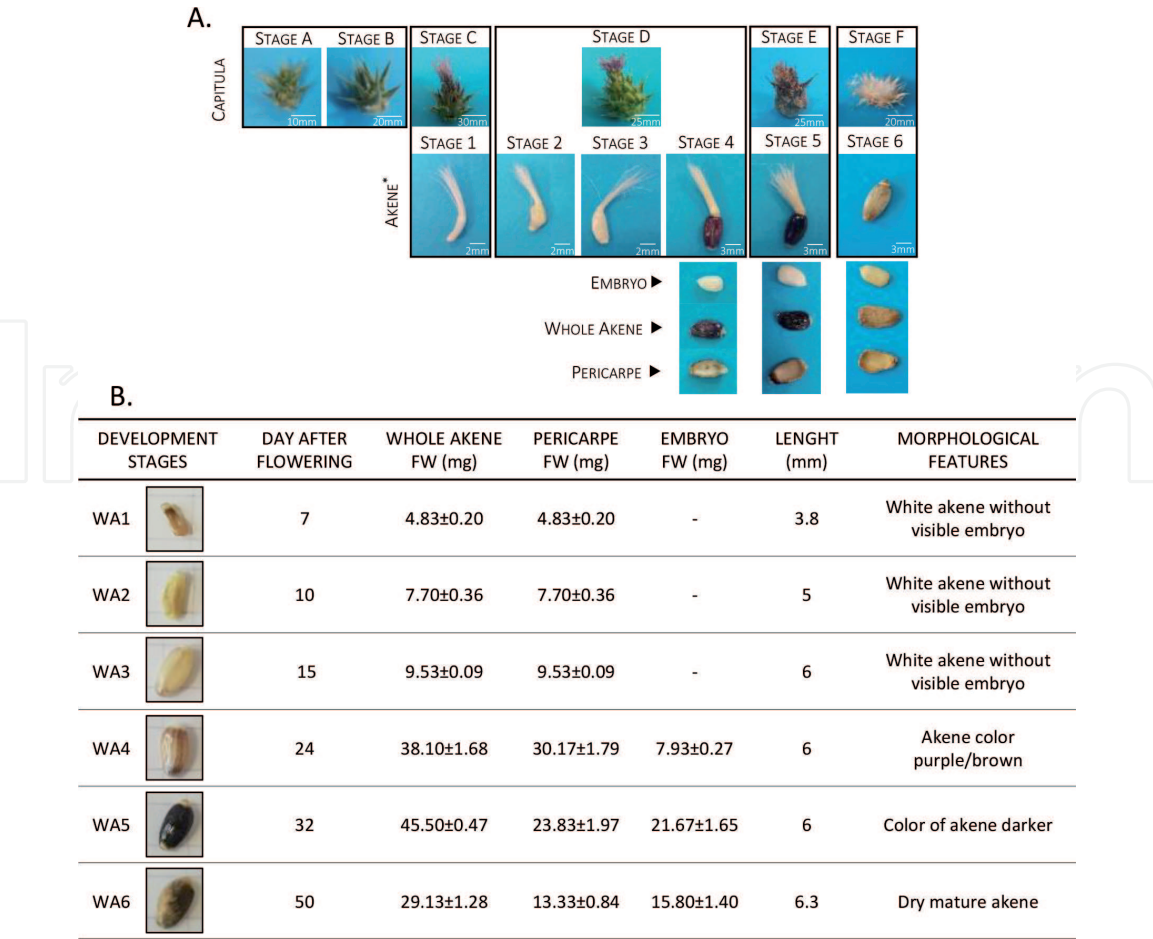 A.
STAGE A STAGE B STAGE C STAGE D STAGE E STAGE F
CAPITULA
10mm 20mm 30mm 25mm 25mm 20mm
STAGE 1 STAGE 2 STAGE 3 STAGE 4 STAGE 5 STAGE 6
AKENE*
2mm 2mm 2mm 3mm 3mm 3mm
EMBRYO ►
WHOLE AKENE ►
PERICARPE ►
B.
DEVELOPMENT DAY AFTER WHOLE AKENE PERICARPE EMBRYO LENGHT MORPHOLOGICAL
STAGES FLOWERING FW (mg) FW (mg) FW (mg) (mm) FEATURES
WA1 7 4.83±0.20 4.83±0.20 - 3.8 White akene without
visible embryo
WA2 10 7.70±0.36 7.70±0.36 - 5 White akene without
visible embryo
WA3 15 9.53±0.09 9.53±0.09 - 6 White akene without
visible embryo
WA4 24 38.10±1.68 30.17±1.79 7.93±0.27 6 Akene color
purple/brown
WA5 32 45.50±0.47 23.83±1.97 21.67±1.65 6 Color of akene darker
WA6 50 29.13±1.28 13.33±0.84 15.80±1.40 6.3 Dry mature akene